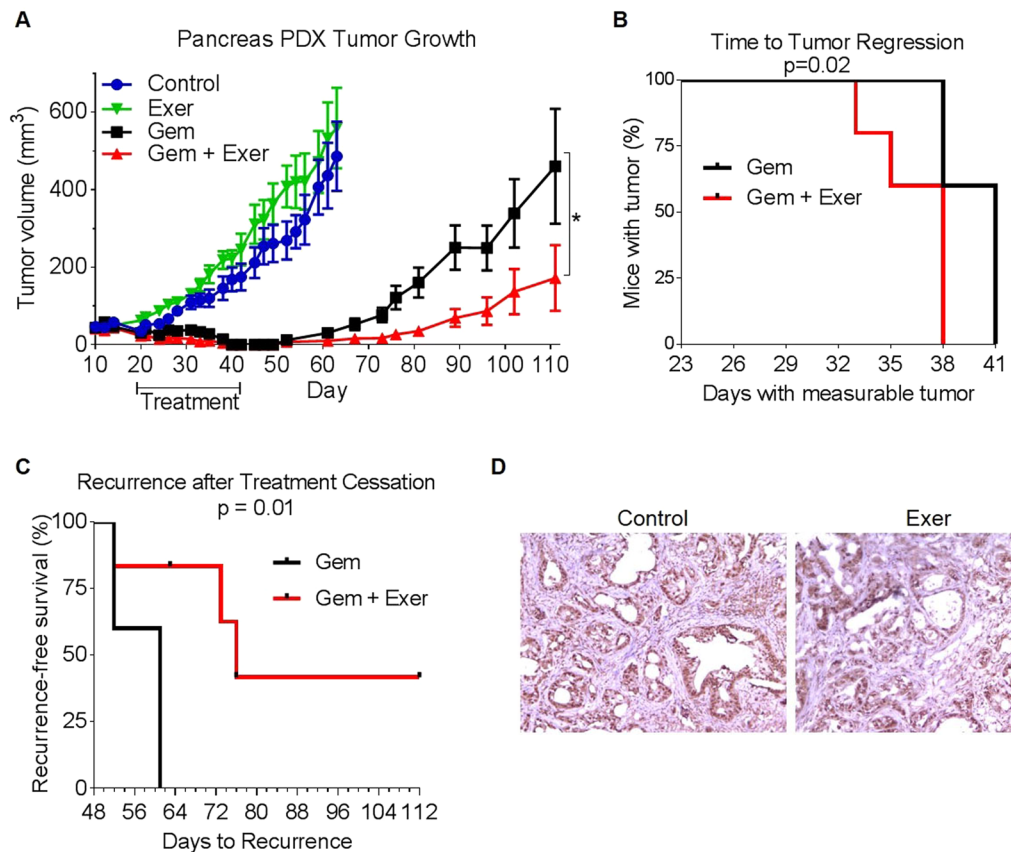 A
Pancreas PDX Tumor Growth
Tumor volume (mm³)
600
400
200
0
Control
Exer
Gem
Gem + Exer
*
10 20 30 40 50 60 70 80 90 100 110
Treatment
Day
B
Time to Tumor Regression
p=0.02
Mice with tumor (%)
100
75
50
25
0
Gem
Gem + Exer
23 26 29 32 35 38 41
Days with measurable tumor
C
Recurrence after Treatment Cessation
p = 0.01
Recurrence-free survival (%)
100
75
50
25
0
Gem
Gem + Exer
48 56 64 72 80 88 96 104 112
Days to Recurrence
D
Control
Exer